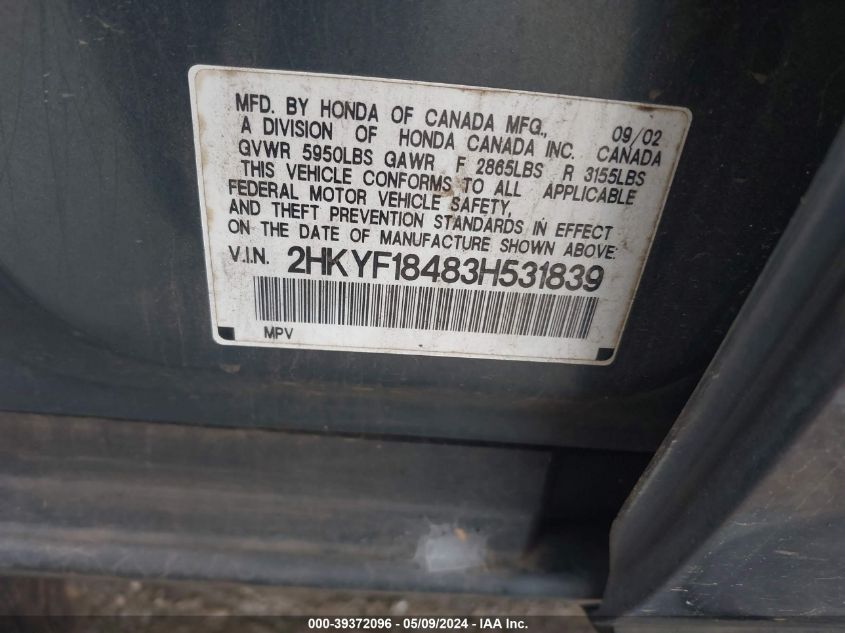 MFD. BY HONDA OF CANADA MFG., 09/02
A DIVISION OF HONDA CANADA INC. CANADA
GVWR 5950LBS GAWR F 2865LBS R 3155LBS
THIS VEHICLE CONFORMS TO ALL APPLICABLE
FEDERAL MOTOR VEHICLE SAFETY,
AND THEFT PREVENTION STANDARDS IN EFFECT
ON THE DATE OF MANUFACTURE SHOWN ABOVE.
V.I.N. 2HKYF18483H531839
MPV
000-39372096 - 05/09/2024 - IAA Inc.